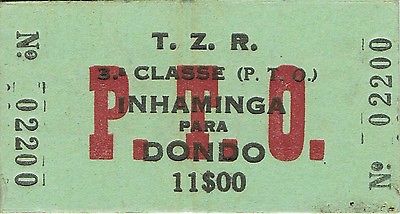 Nº 02200
T. Z. R.
3.ª CLASSE (P. T. O.)
INHAMINGA
PARA
DONDO
11$00
P. T. O.
Nº 02200